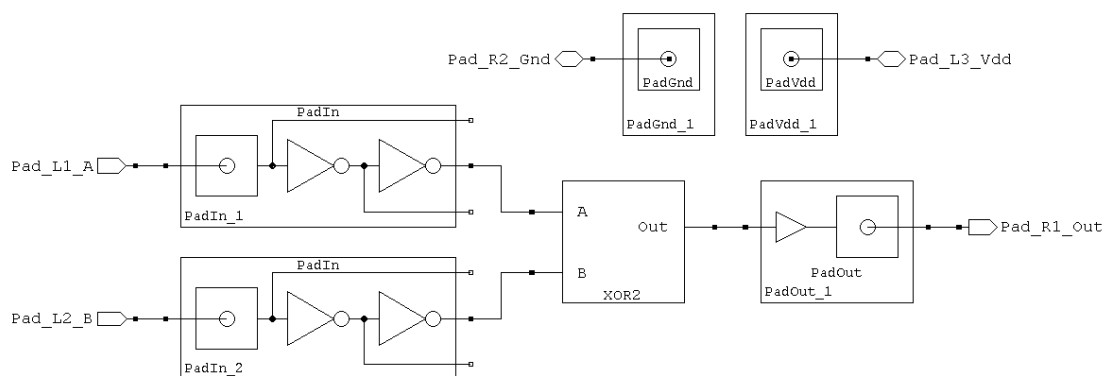 Pad_R2_Gnd
PadGnd
PadGnd_1
PadVdd
PadVdd_1
Pad_L3_Vdd
PadIn
Pad_L1_A
PadIn_1
A
B
Out
XOR2
PadOut
PadOut_1
Pad_R1_Out
PadIn
Pad_L2_B
PadIn_2